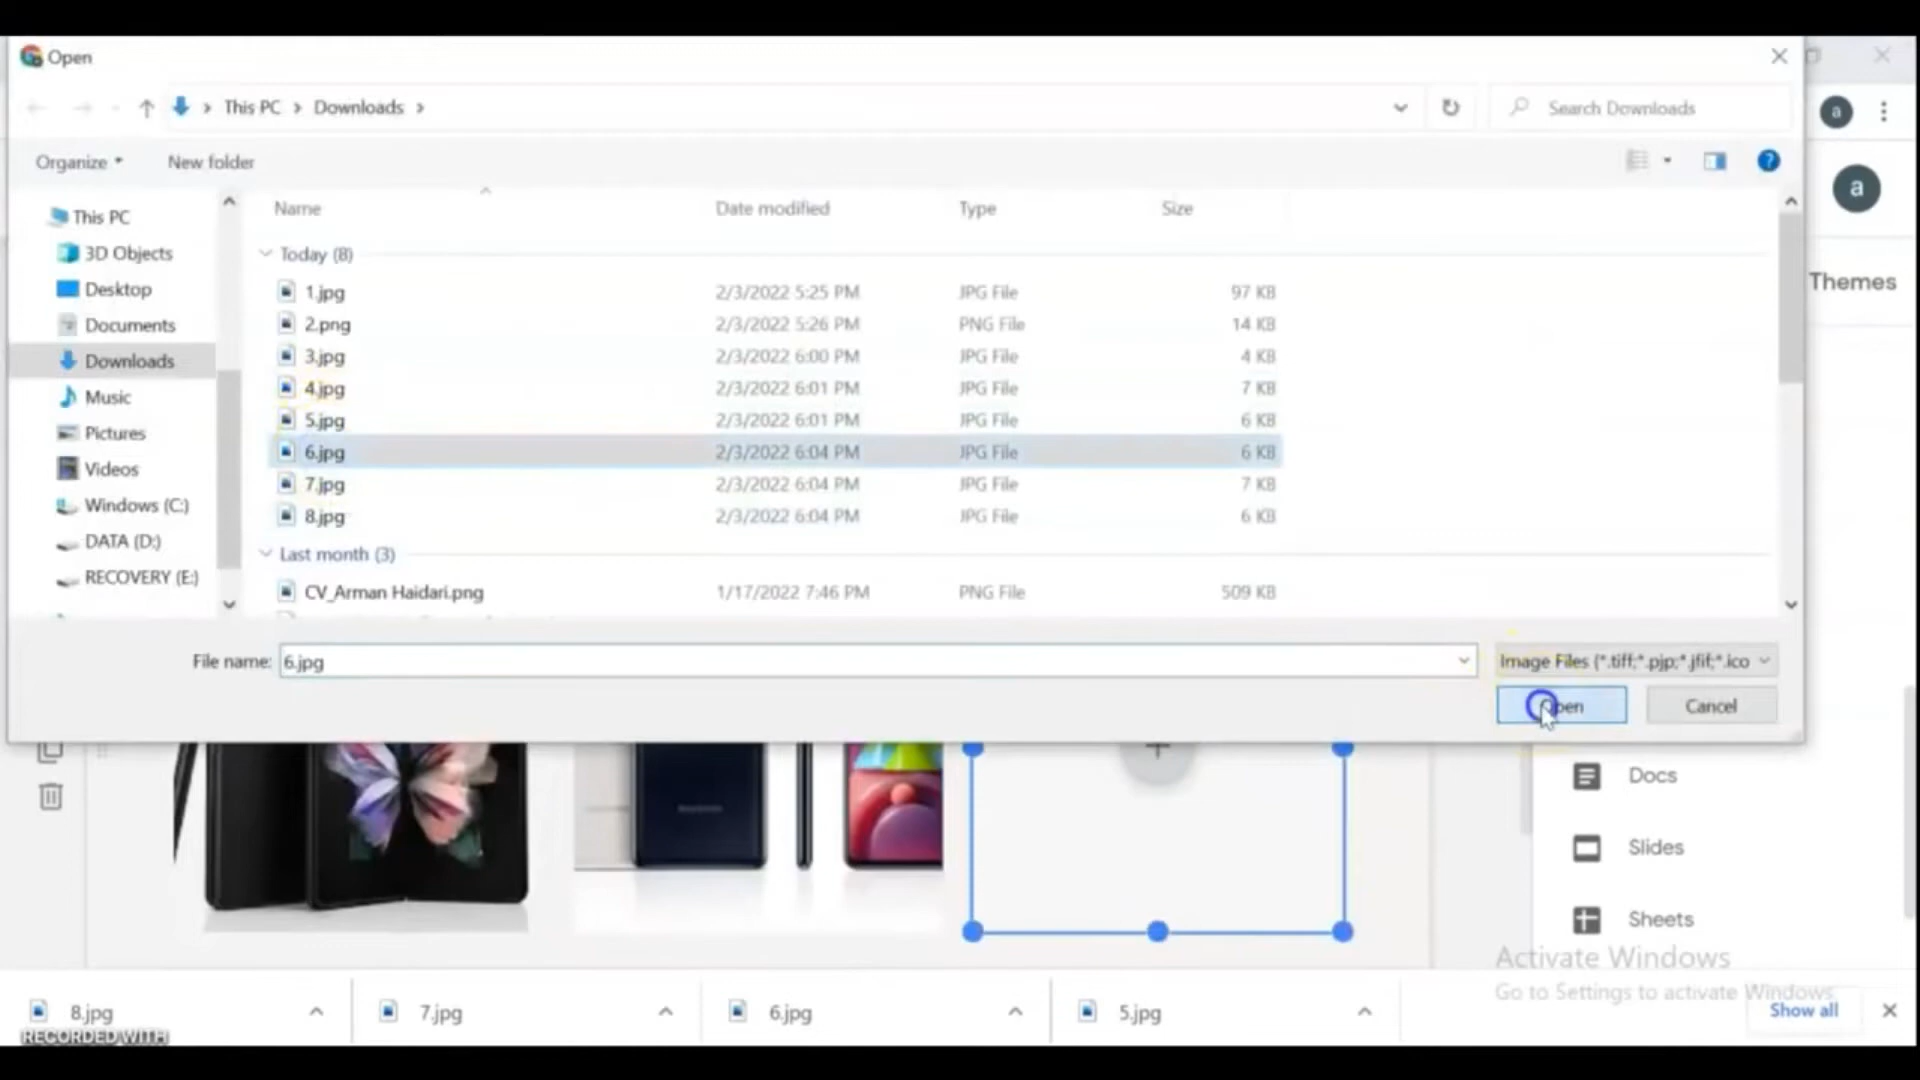 Open
This PC > Downloads >
Search Downloads
a
Organize
New folder
?
a
This PC
3D Objects
Desktop
Documents
Downloads
Music
Pictures
Videos
Windows (C:)
DATA (D:)
RECOVERY (E:)
Name Date modified Type Size
Today (8)
1.jpg 2/3/2022 5:25 PM JPG File 97 KB
2.png 2/3/2022 5:26 PM PNG File 14 KB
3.jpg 2/3/2022 6:00 PM JPG File 4 KB
4.jpg 2/3/2022 6:01 PM JPG File 7 KB
5.jpg 2/3/2022 6:01 PM JPG File 6 KB
6.jpg 2/3/2022 6:04 PM JPG File 6 KB
7.jpg 2/3/2022 6:04 PM JPG File 7 KB
8.jpg 2/3/2022 6:04 PM JPG File 6 KB
Last month (3)
CV_Arman Haidari.png 1/17/2022 7:46 PM PNG File 509 KB
Themes
File name: 6.jpg
Image Files (*.tiff;*.pjp;*.jfif;*.ico
Open
Cancel
Docs
Slides
Sheets
Activate Windows
Go to Settings to activate Windows.
8.jpg
7.jpg
6.jpg
5.jpg
Show all
RECORDED WITH